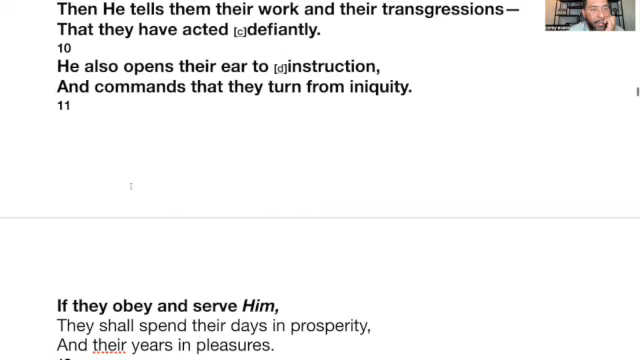 Then He tells them their work and their transgressions—
That they have acted [c]defiantly.
10
He also opens their ear to [d]instruction,
And commands that they turn from iniquity.
11
If they obey and serve Him,
They shall spend their days in prosperity,
And their years in pleasures.